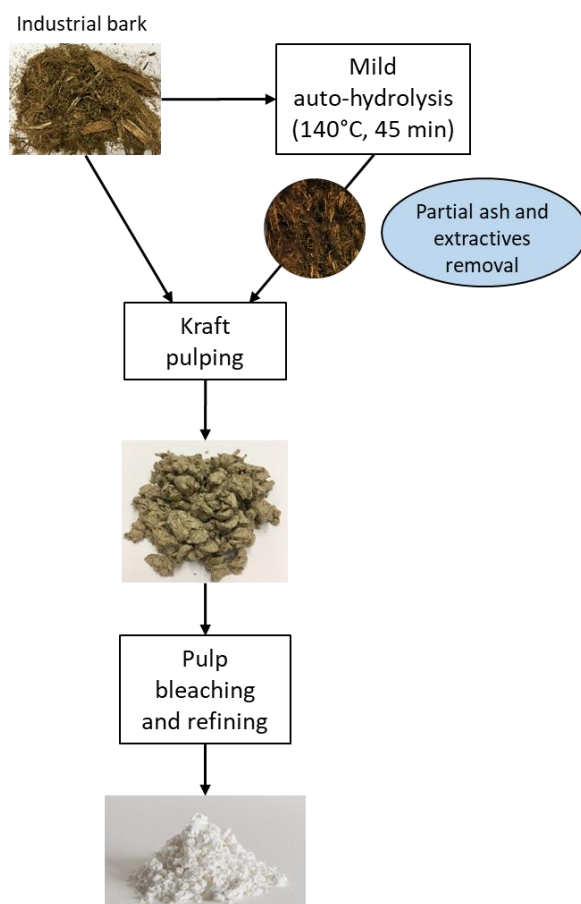 Industrial bark
Mild
auto-hydrolysis
(140°C, 45 min)
Partial ash and
extractives
removal
Kraft
pulping
Pulp
bleaching
and refining